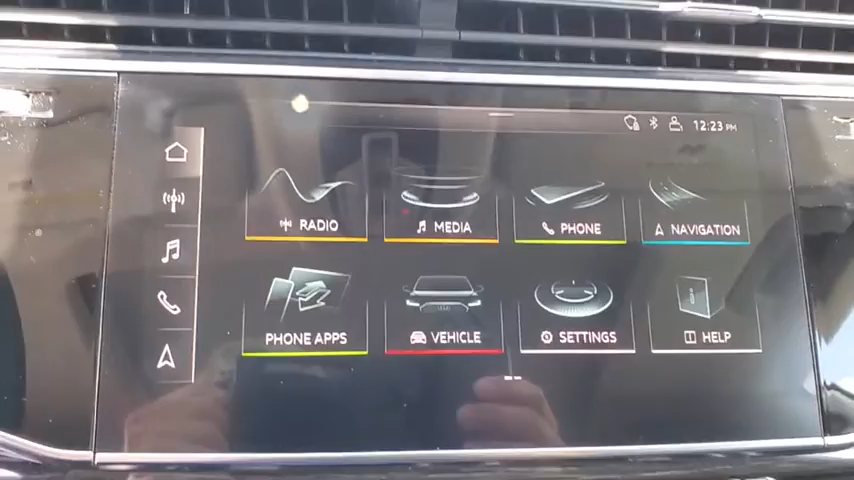 12:23 PM
RADIO
MEDIA
PHONE
NAVIGATION
PHONE APPS
VEHICLE
SETTINGS
HELP